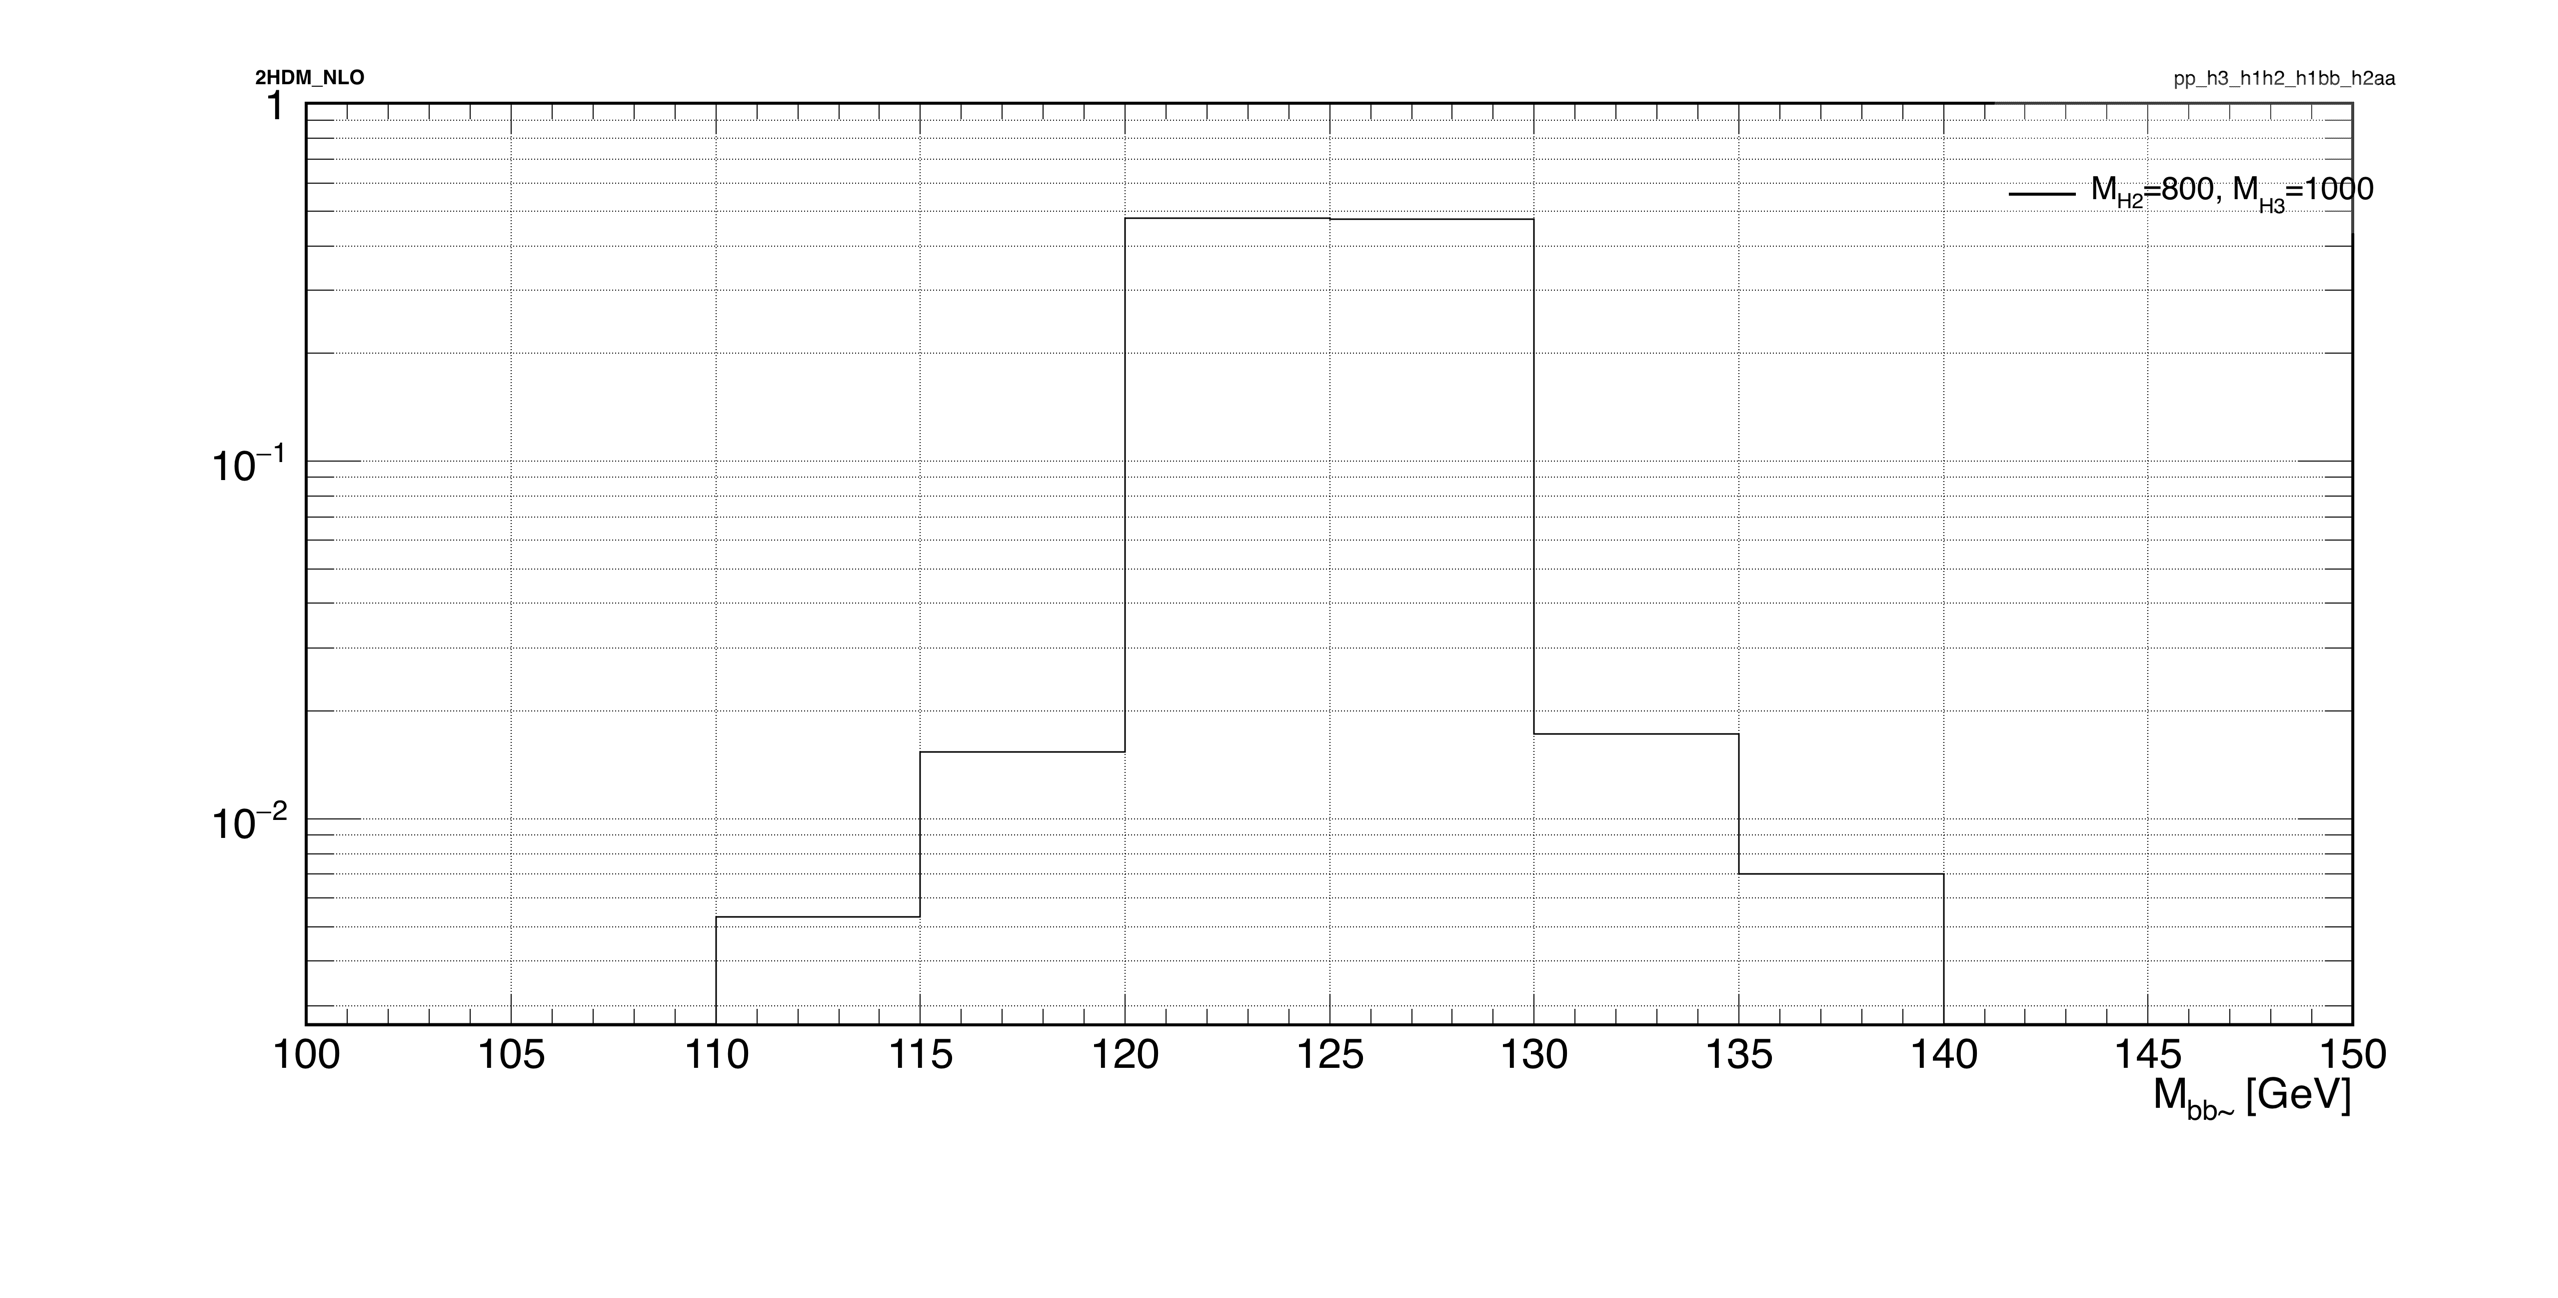 2HDM_NLO
pp_h3_h1h2_h1bb_h2aa
1
M_H2=800, M_H3=1000
10^−1
10^−2
100 105 110 115 120 125 130 135 140 145 150
M_bb~ [GeV]